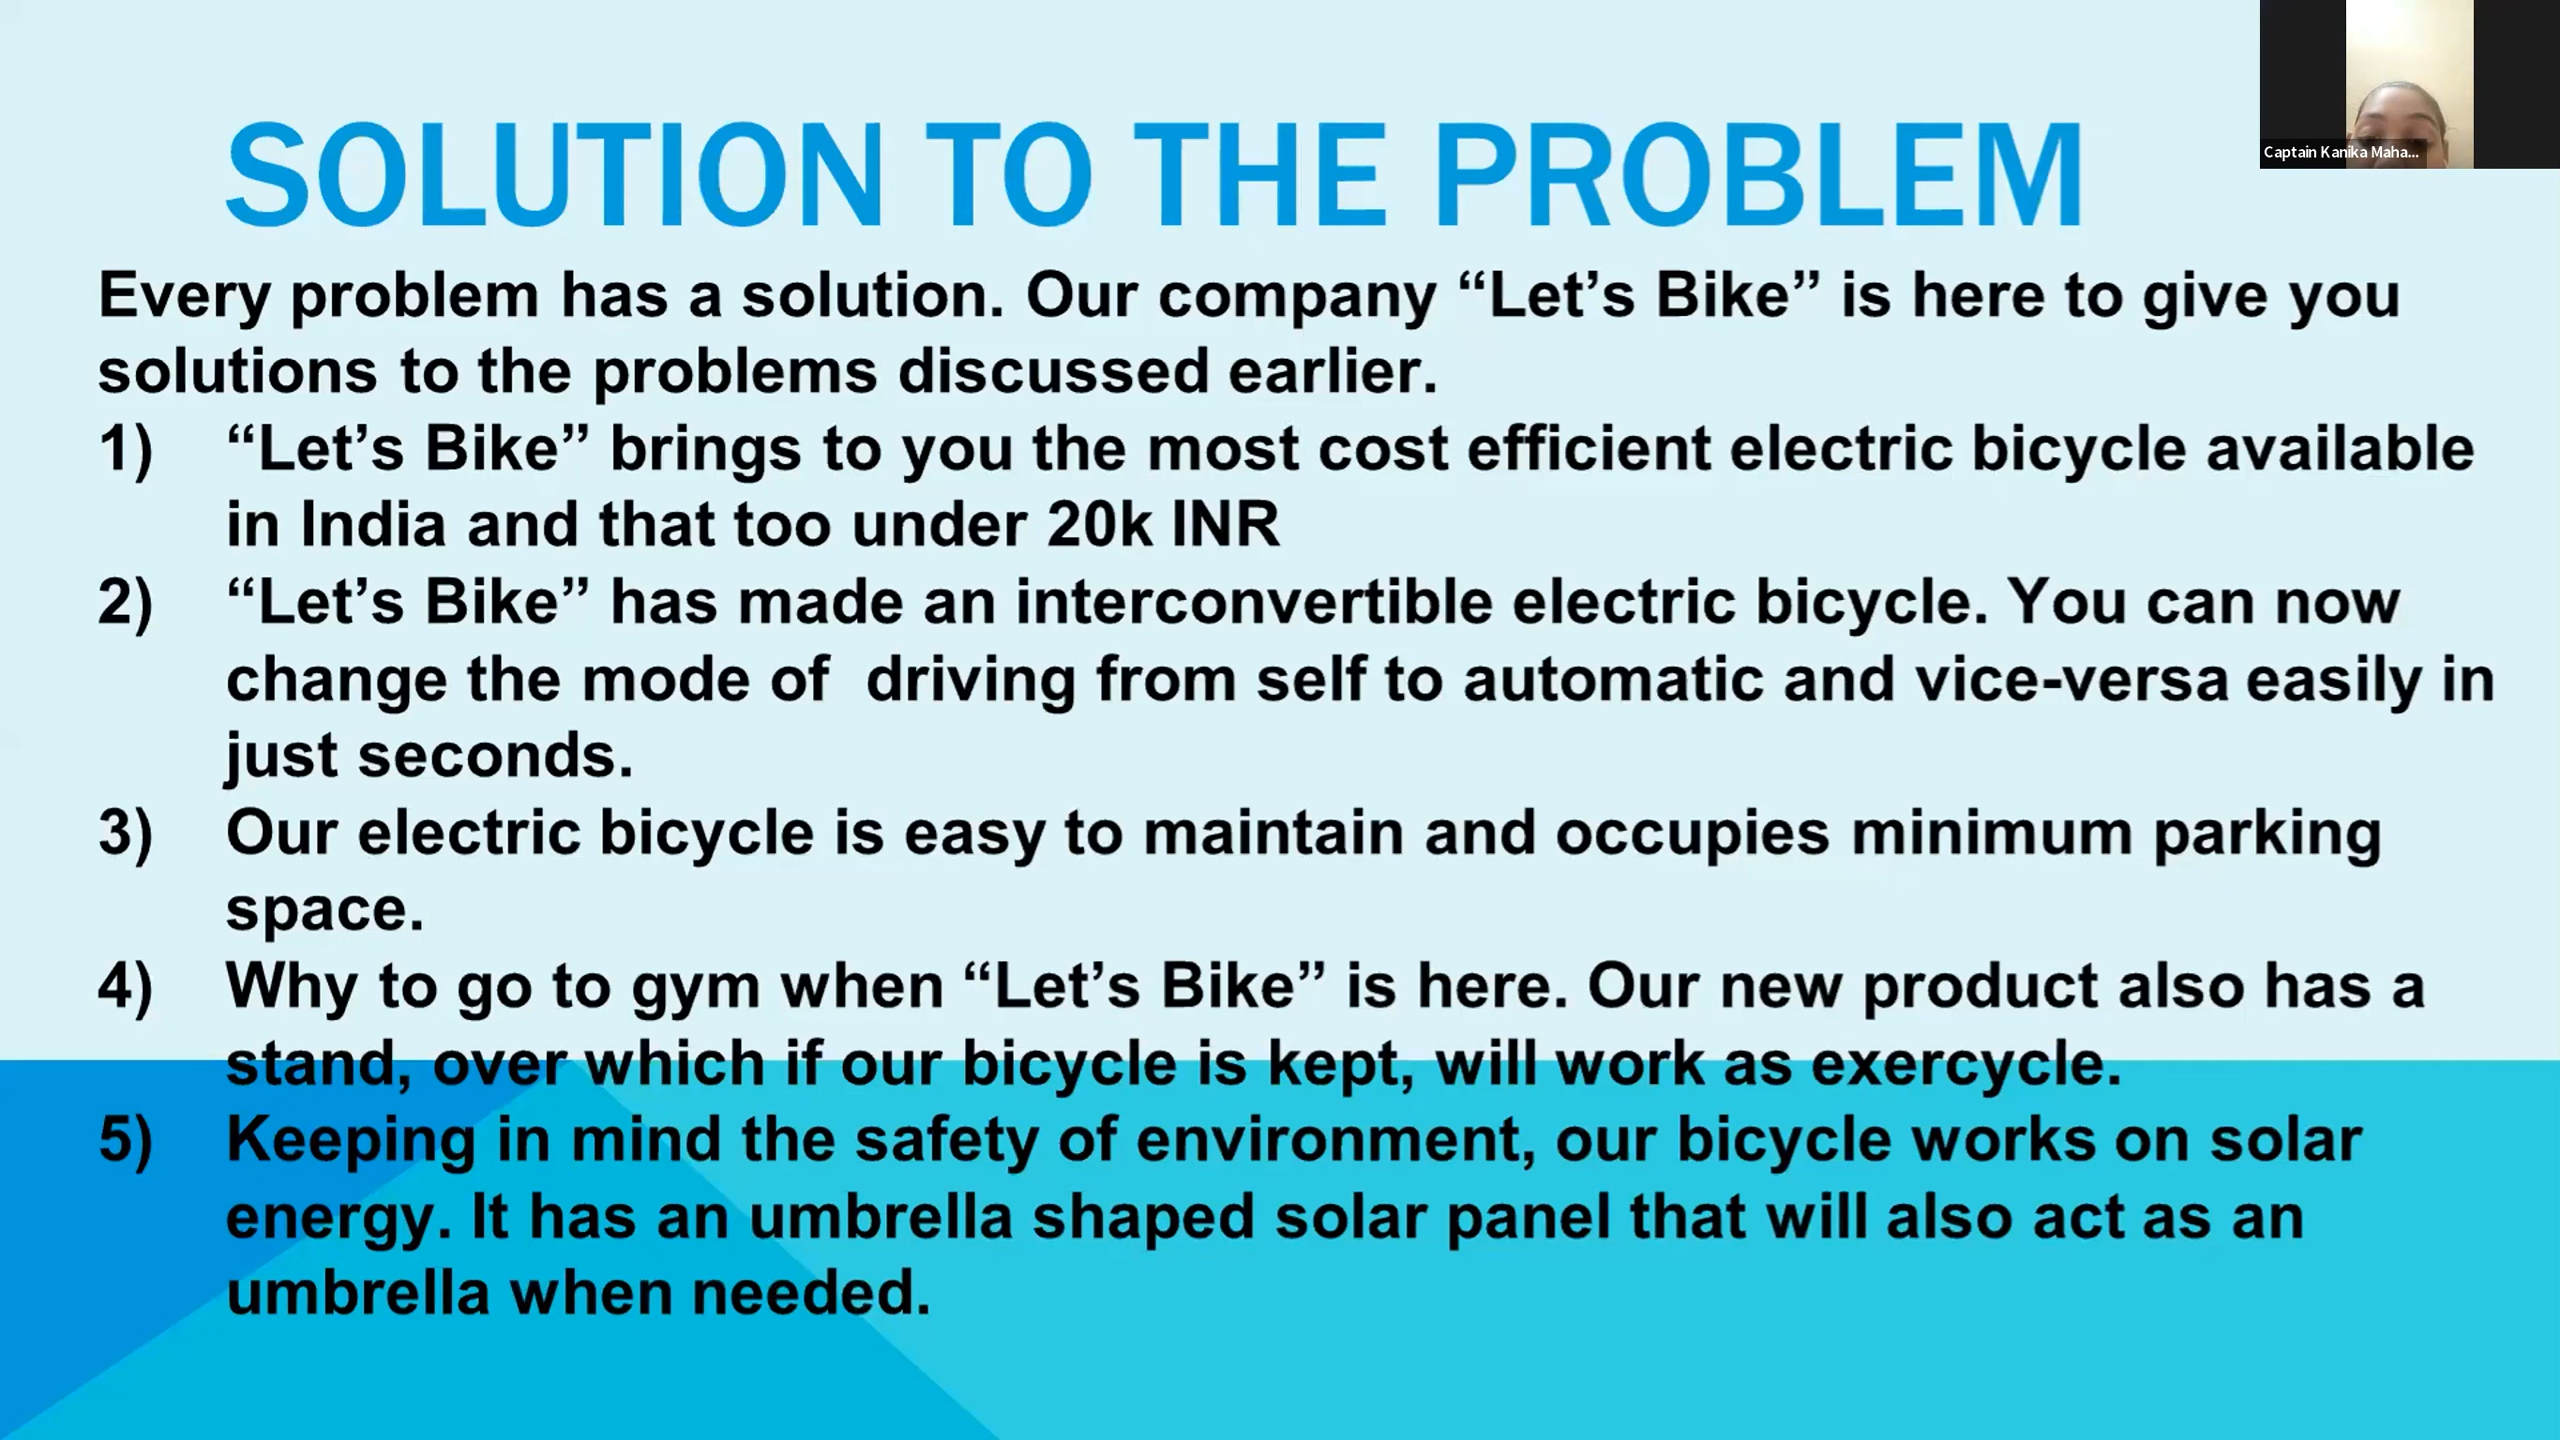 SOLUTION TO THE PROBLEM
Captain Kanika Maha...
Every problem has a solution. Our company “Let’s Bike” is here to give you
solutions to the problems discussed earlier.
1) “Let’s Bike” brings to you the most cost efficient electric bicycle available
in India and that too under 20k INR
2) “Let’s Bike” has made an interconvertible electric bicycle. You can now
change the mode of  driving from self to automatic and vice-versa easily in
just seconds.
3) Our electric bicycle is easy to maintain and occupies minimum parking
space.
4) Why to go to gym when “Let’s Bike” is here. Our new product also has a
stand, over which if our bicycle is kept, will work as exercycle.
5) Keeping in mind the safety of environment, our bicycle works on solar
energy. It has an umbrella shaped solar panel that will also act as an
umbrella when needed.